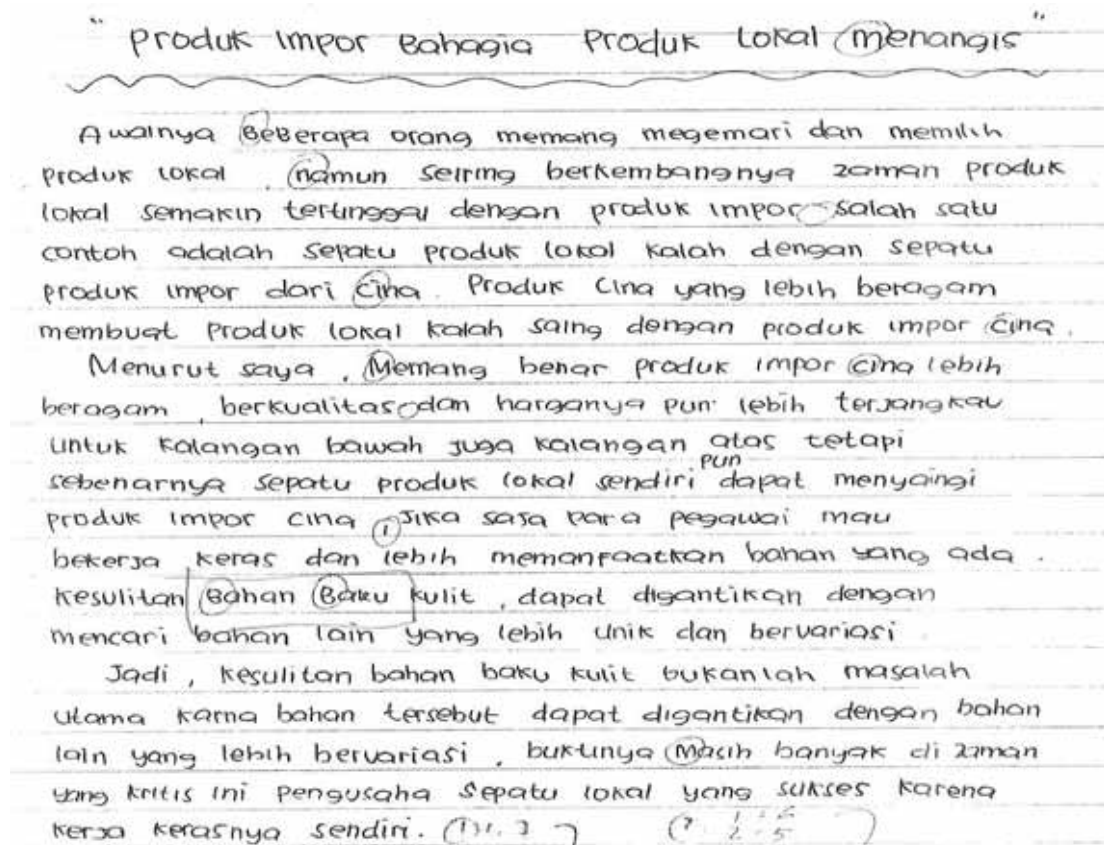 " Produk Impor Bahagia Produk Lokal Menangis "
Awalnya Beberapa orang memang megemari dan memilih
produk lokal , namun seiring berkembangnya zaman produk
lokal semakin tertinggal dengan produk impor salah satu
contoh adalah sepatu produk lokal kalah dengan sepatu
produk impor dari cina. Produk Cina yang lebih beragam
membuat produk lokal kalah saing dengan produk impor cina.
Menurut saya , Memang benar produk impor cina lebih
beragam , berkualitas dan harganya pun lebih terjangkau
untuk kalangan bawah juga kalangan atas tetapi
sebenarnya sepatu produk lokal sendiri pun dapat menyaingi
produk impor cina , Jika saja para pegawai mau
bekerja keras dan lebih memanfaatkan bahan yang ada .
kesulitan Bahan Baku kulit , dapat digantikan dengan
mencari bahan lain yang lebih unik dan bervariasi
Jadi , kesulitan bahan baku kulit bukanlah masalah
utama karna bahan tersebut dapat digantikan dengan bahan
lain yang lebih bervariasi , buktinya Masih banyak di zaman
yang kritis ini pengusaha sepatu lokal yang sukses karena
kerja kerasnya sendiri.